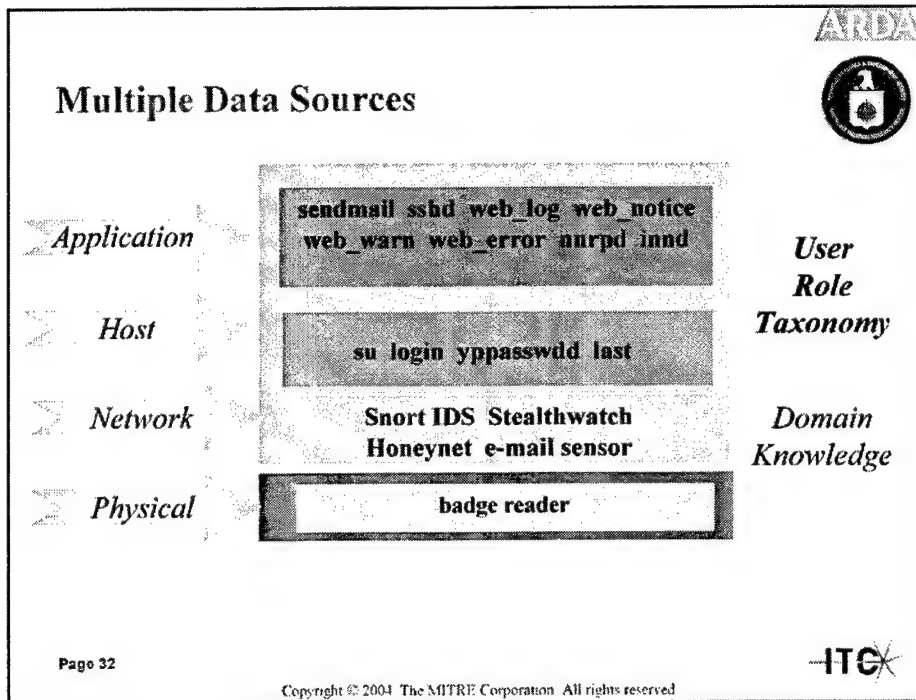 ARDA
Multiple Data Sources
Application
sendmail sshd web_log web_notice
web_warn web_error nnrpd innd
User
Role
Taxonomy
Host
su login yppasswdd last
Network
Snort IDS Stealthwatch
Honeynet e-mail sensor
Domain
Knowledge
Physical
badge reader
Page 32
ITC
Copyright © 2004 The MITRE Corporation All rights reserved